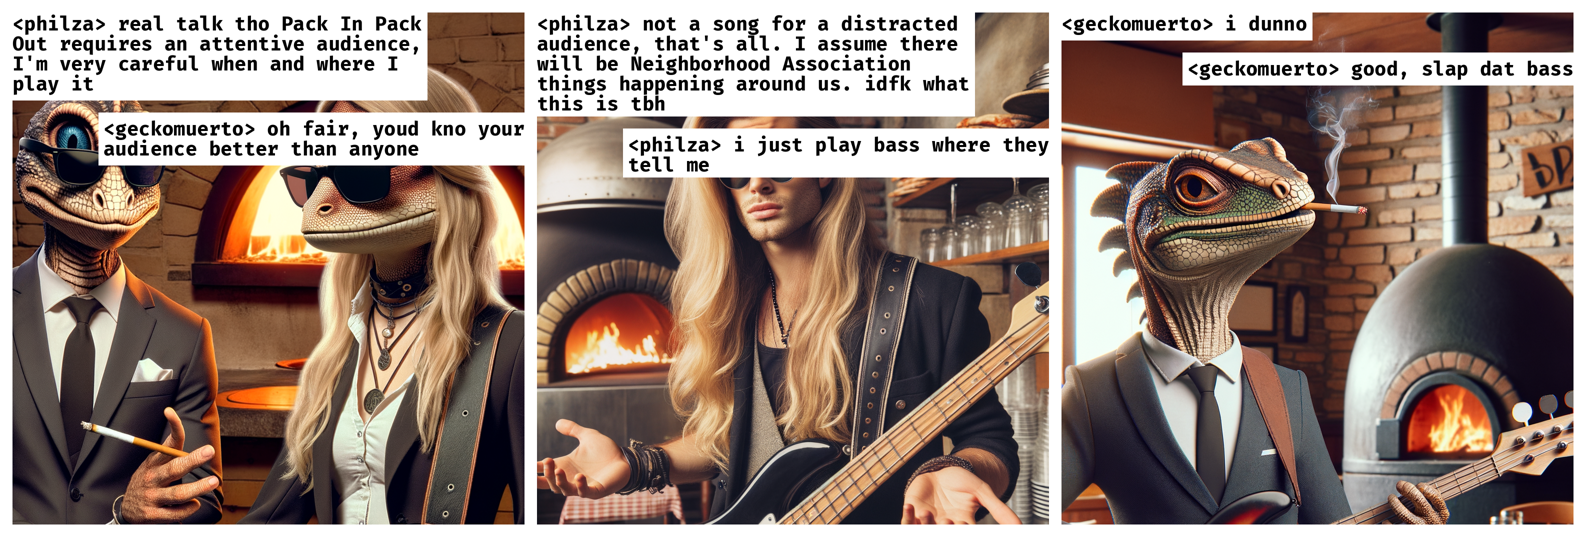 <philza> real talk tho Pack In Pack
Out requires an attentive audience,
I'm very careful when and where I
play it
<geckomuerto> oh fair, youd kno your
audience better than anyone
<philza> not a song for a distracted
audience, that's all. I assume there
will be Neighborhood Association
things happening around us. idfk what
this is tbh
<philza> i just play bass where they
tell me
<geckomuerto> i dunno
<geckomuerto> good, slap dat bass